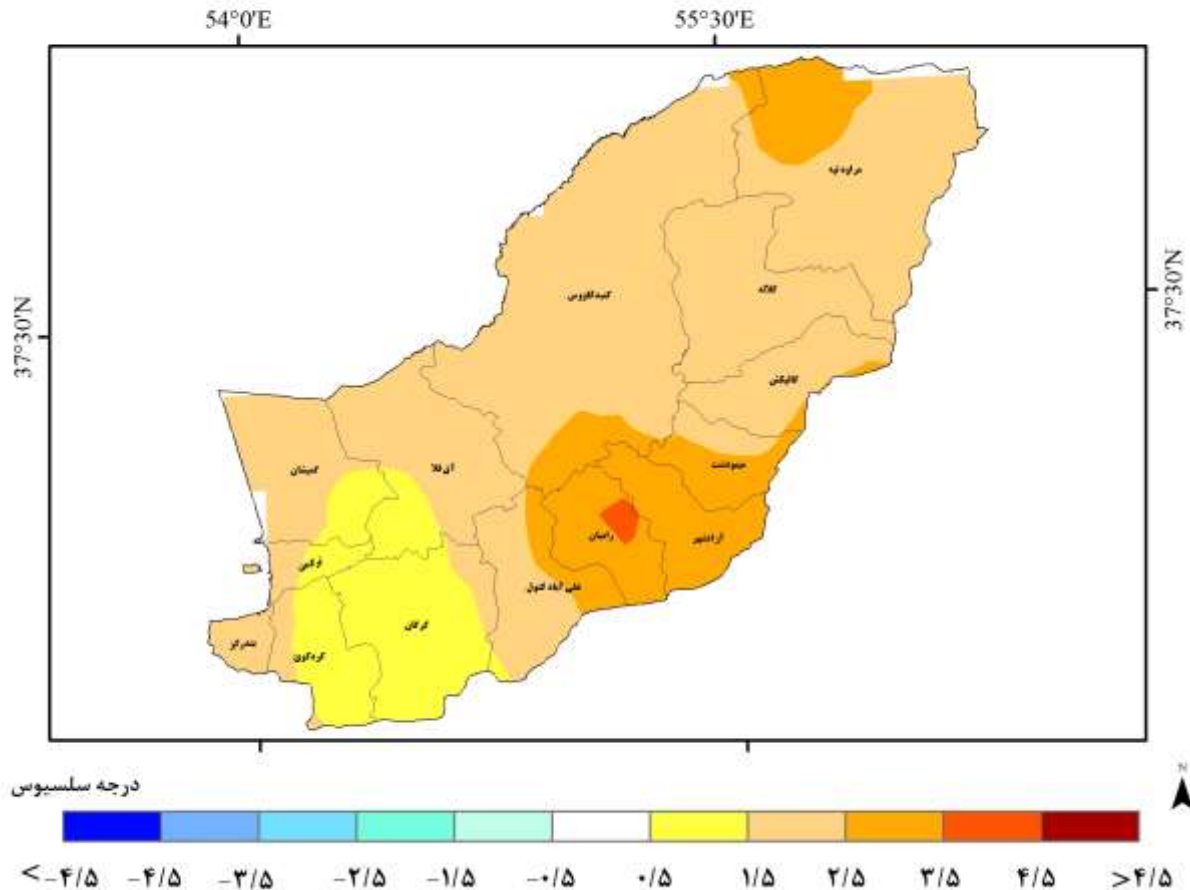 54°0'E 55°30'E
37°30'N
37°30'N
مراوه تپه
کلاله
گنبدکاووس
گالیکش
گمیشان
آق قلا
مینودشت
رامیان
آزادشهر
ترکمن
علی آباد کتول
گرگان
بندرگز
کردکوی
درجه سلسیوس
N
<-۴/۵ -۴/۵ -۳/۵ -۲/۵ -۱/۵ -۰/۵ ۰/۵ ۱/۵ ۲/۵ ۳/۵ ۴/۵ >۴/۵